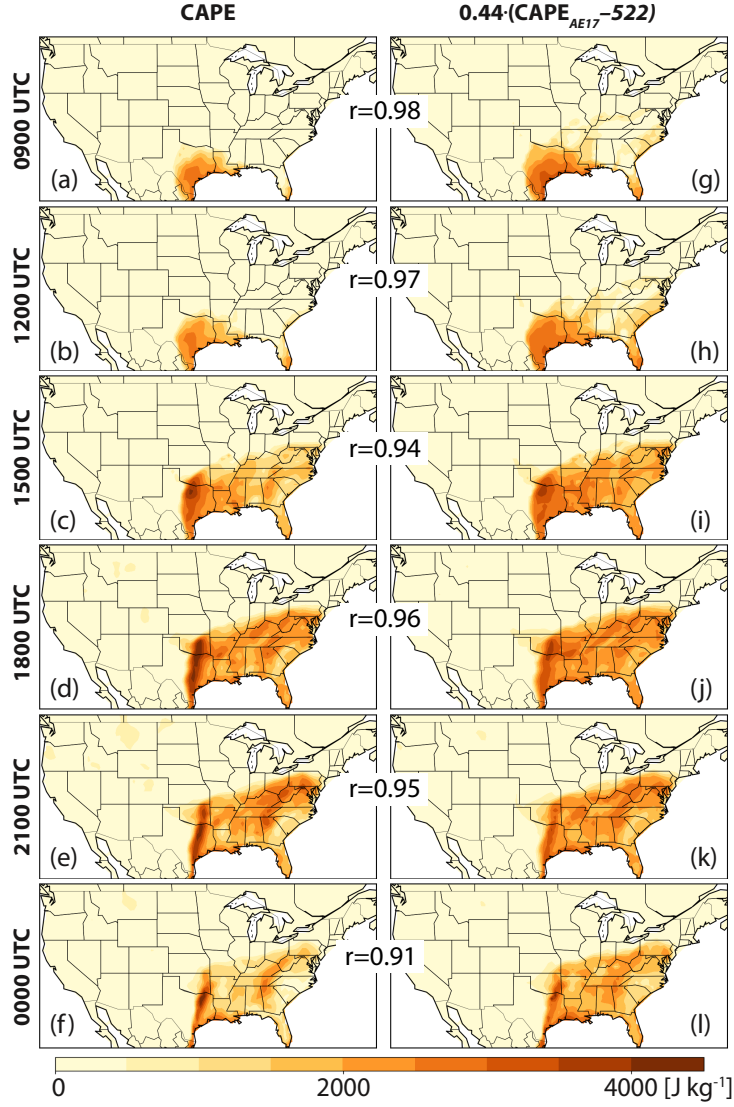 CAPE 0.44·(CAPE_AE17–522)
0900 UTC
(a) r=0.98 (g)
1200 UTC
(b) r=0.97 (h)
1500 UTC
(c) r=0.94 (i)
1800 UTC
(d) r=0.96 (j)
2100 UTC
(e) r=0.95 (k)
0000 UTC
(f) r=0.91 (l)
0 2000 4000 [J kg⁻¹]